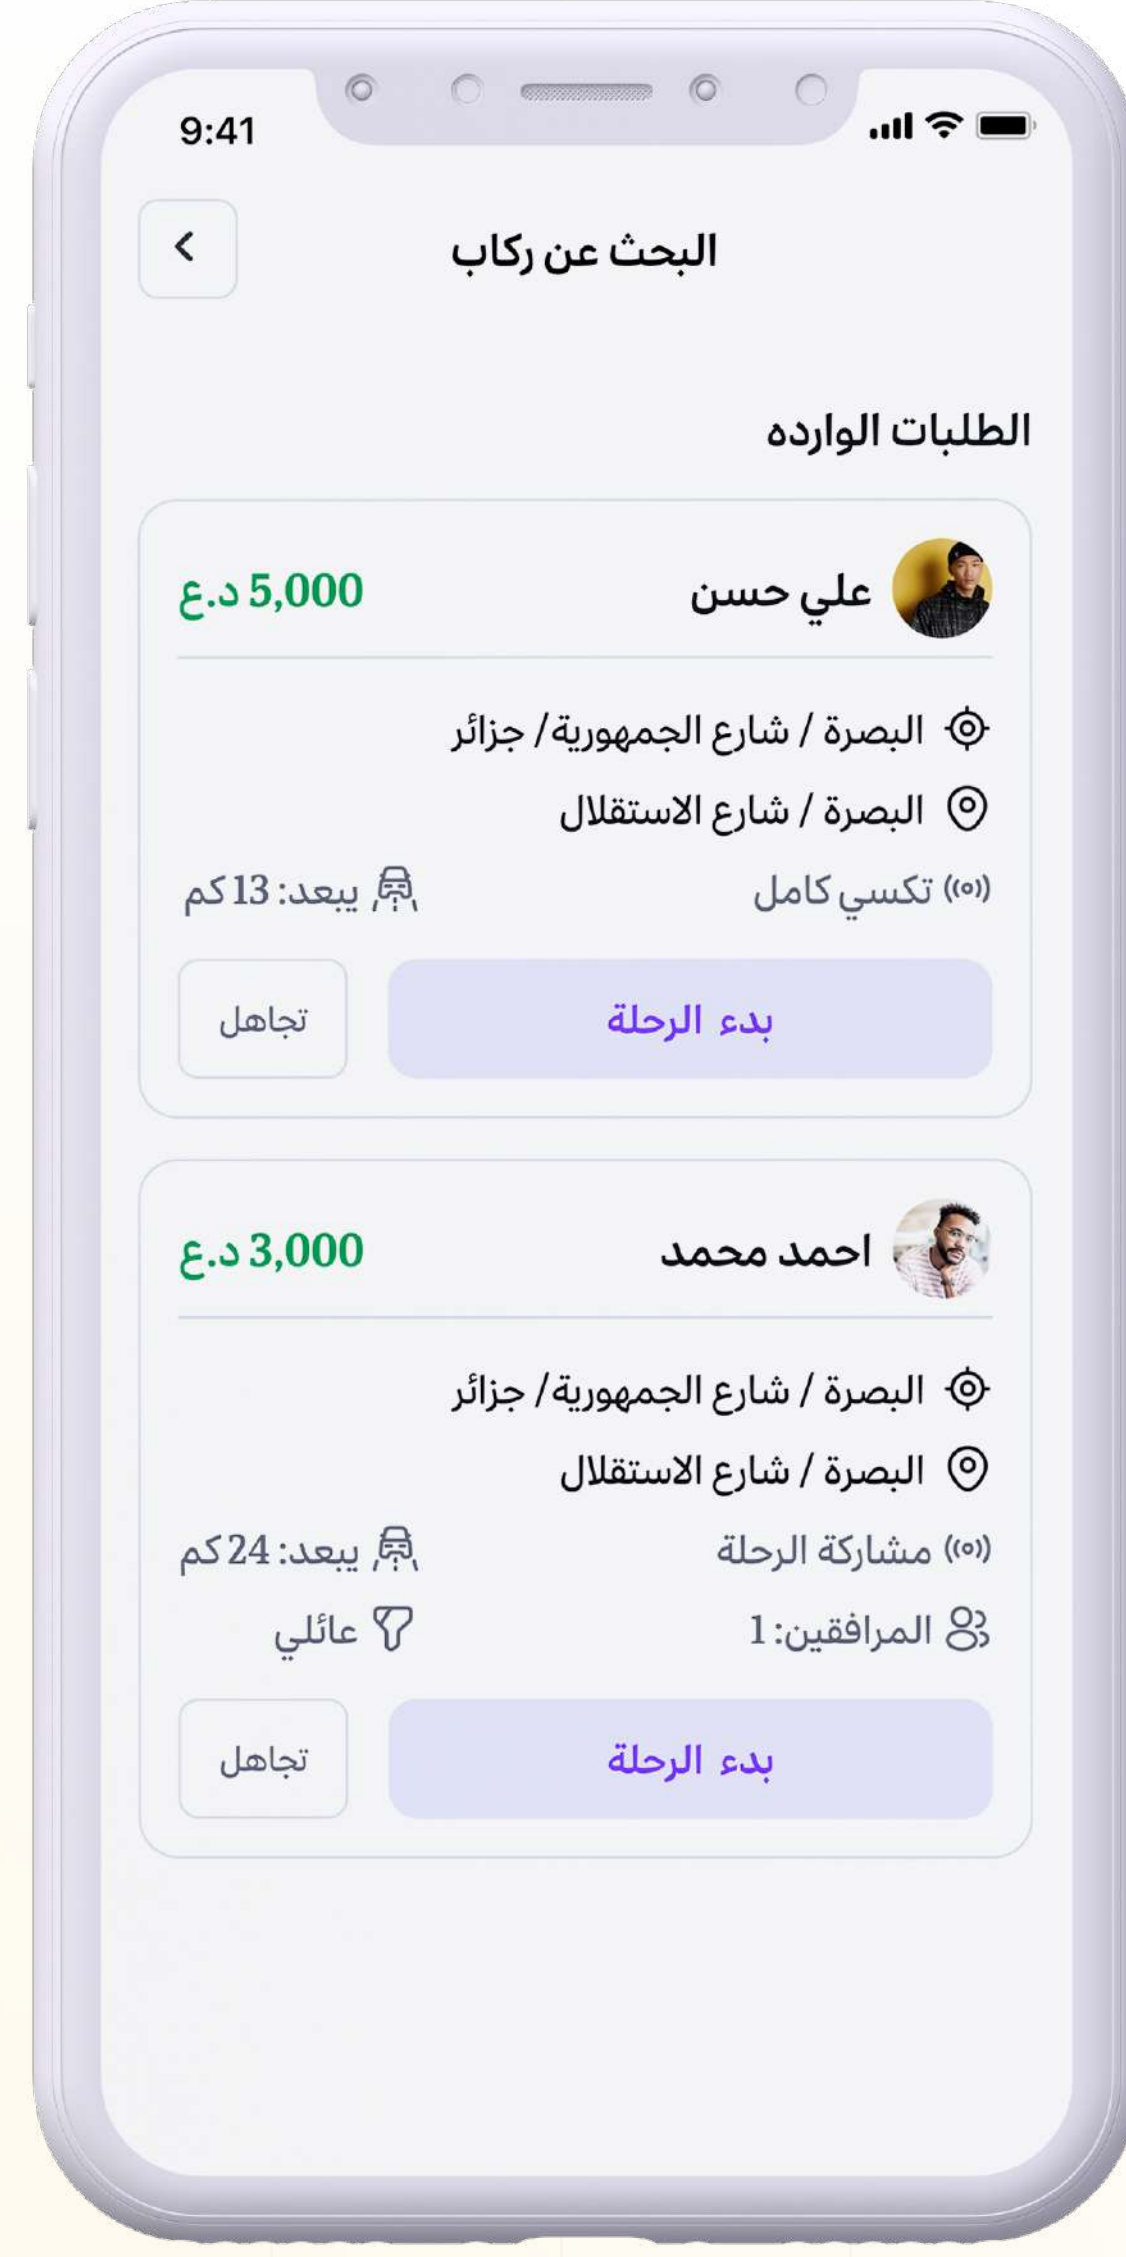 9:41
البحث عن ركاب
الطلبات الوارده
علي حسن
5,000 د.ع
البصرة / شارع الجمهورية/ جزائر
البصرة / شارع الاستقلال
تكسي كامل
يبعد: 13 كم
بدء الرحلة
تجاهل
احمد محمد
3,000 د.ع
البصرة / شارع الجمهورية/ جزائر
البصرة / شارع الاستقلال
مشاركة الرحلة
يبعد: 24 كم
المرافقين: 1
عائلي
بدء الرحلة
تجاهل